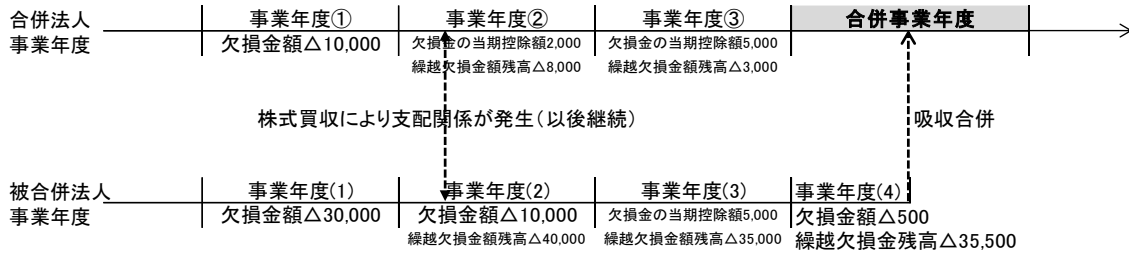 合併法人
事業年度
事業年度①
事業年度②
事業年度③
合併事業年度
欠損金額△10,000
欠損金の当期控除額2,000
繰越欠損金額残高△8,000
欠損金の当期控除額5,000
繰越欠損金額残高△3,000
株式買収により支配関係が発生（以後継続）
吸収合併
被合併法人
事業年度
事業年度(1)
事業年度(2)
事業年度(3)
事業年度(4)
欠損金額△30,000
欠損金額△10,000
繰越欠損金額残高△40,000
欠損金の当期控除額5,000
繰越欠損金額残高△35,000
欠損金額△500
繰越欠損金残高△35,500